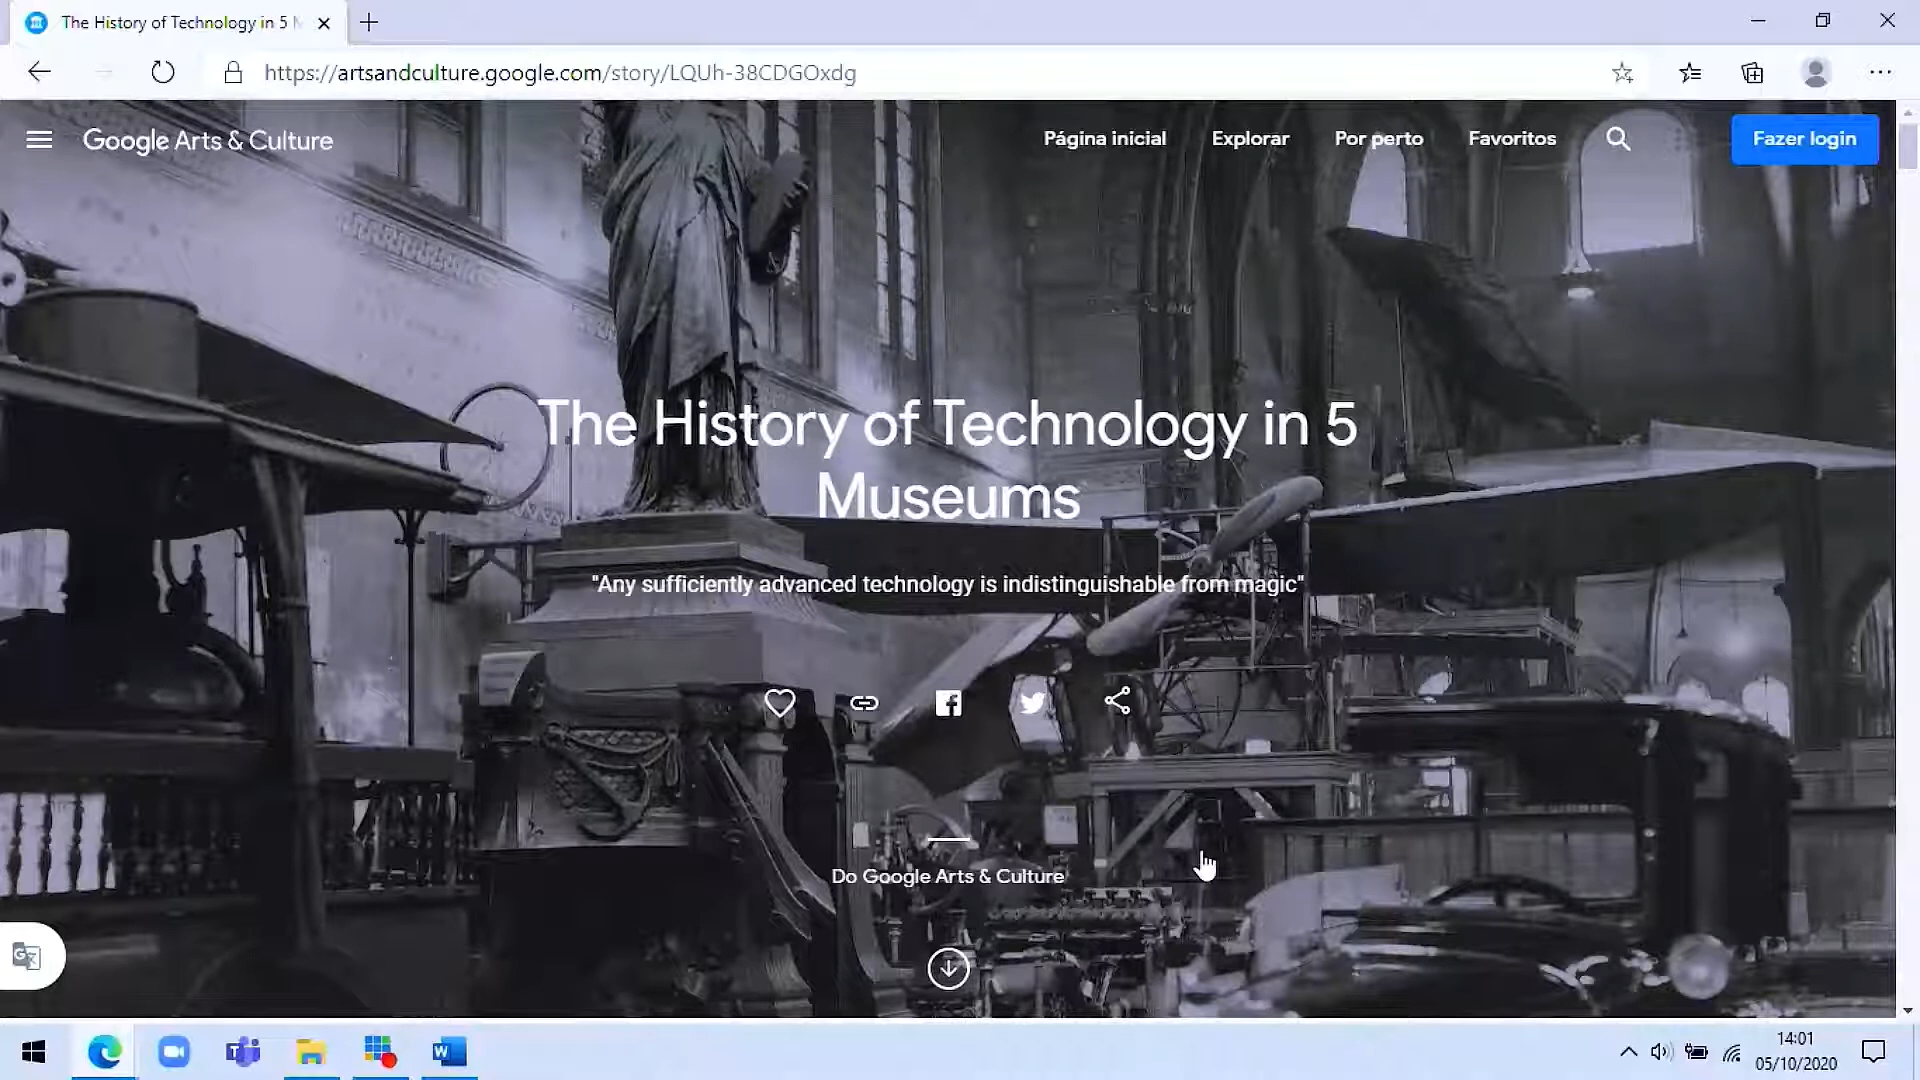 The History of Technology in 5 M
https://artsandculture.google.com/story/LQUh-38CDGOxdg
Google Arts & Culture
Página inicial
Explorar
Por perto
Favoritos
Fazer login
The History of Technology in 5
Museums
"Any sufficiently advanced technology is indistinguishable from magic"
Do Google Arts & Culture
14:01
05/10/2020